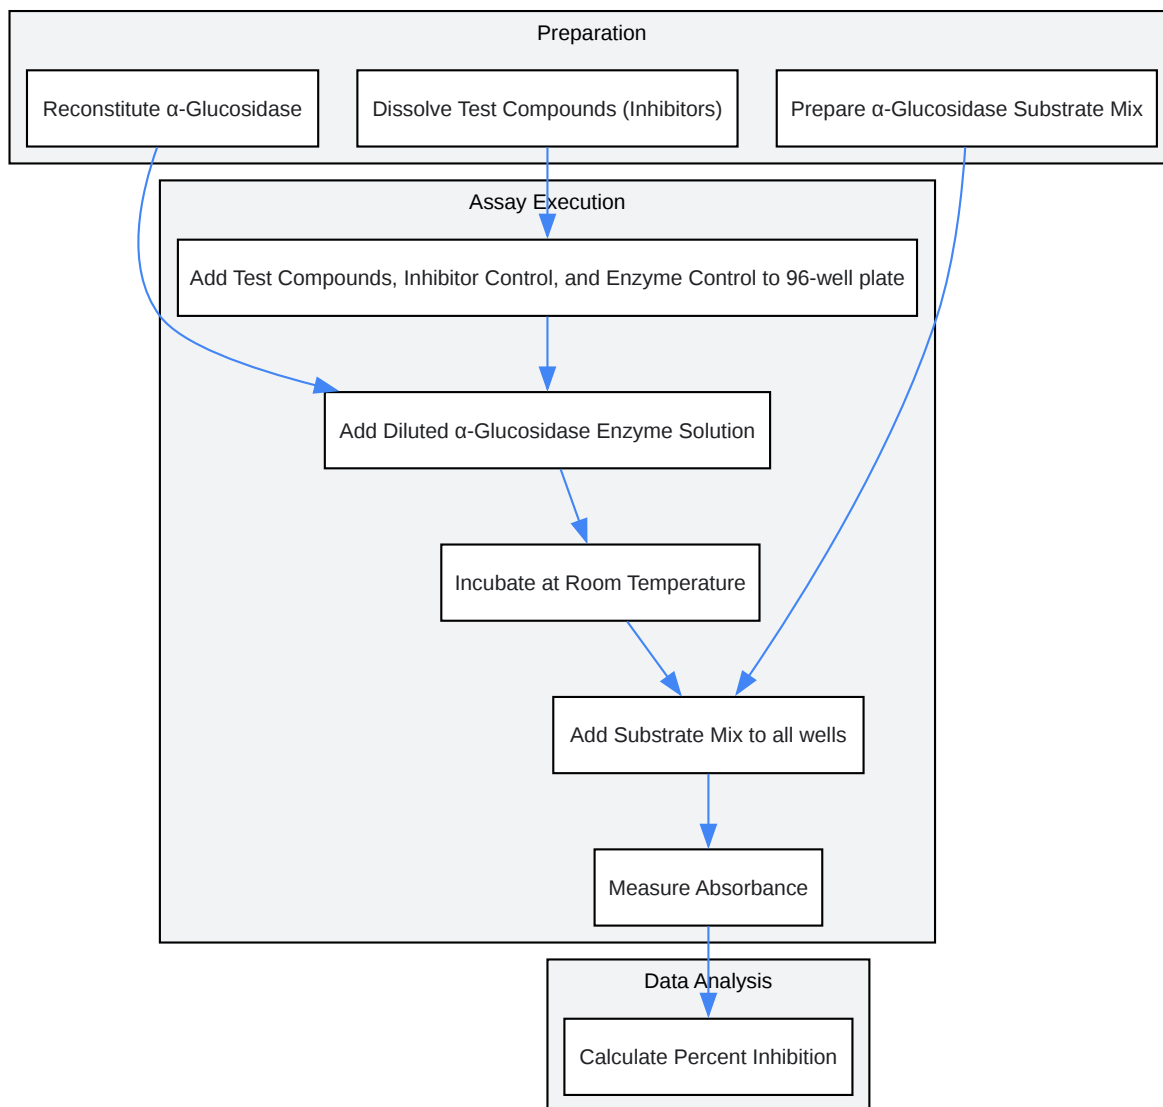 Preparation
Reconstitute α-Glucosidase
Dissolve Test Compounds (Inhibitors)
Prepare α-Glucosidase Substrate Mix
Assay Execution
Add Test Compounds, Inhibitor Control, and Enzyme Control to 96-well plate
Add Diluted α-Glucosidase Enzyme Solution
Incubate at Room Temperature
Add Substrate Mix to all wells
Measure Absorbance
Data Analysis
Calculate Percent Inhibition